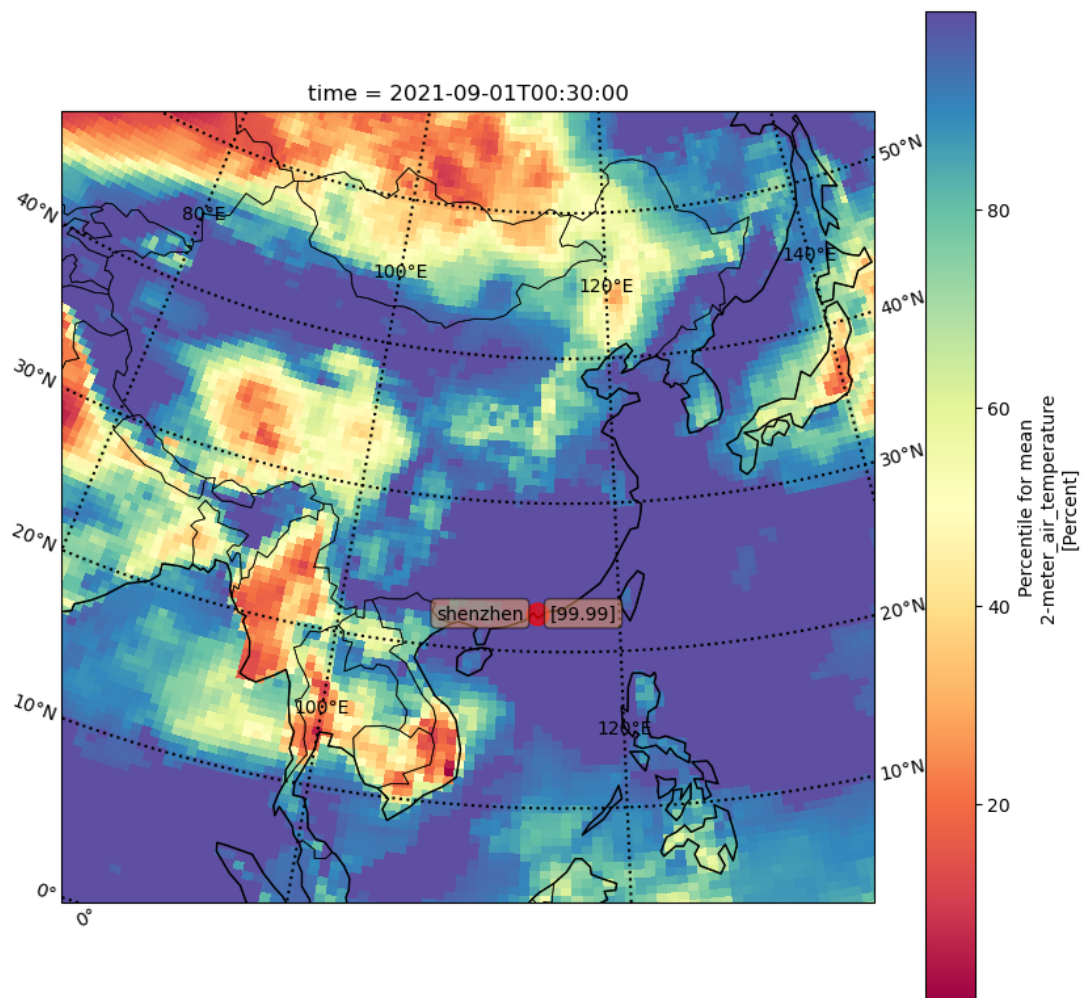 time = 2021-09-01T00:30:00
50°N
40°N
80°E
140°E
100°E
120°E
40°N
30°N
30°N
20°N
shenzhen
[99.99]
20°N
100°E
120°E
10°N
10°N
0°
0°
80
60
40
20
Percentile for mean
2-meter_air_temperature
[Percent]